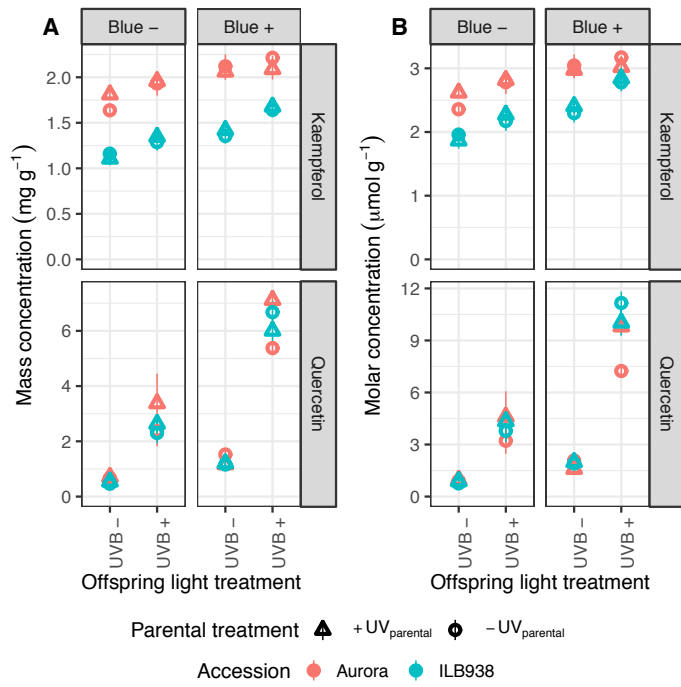 A
Blue − Blue +
B
Blue − Blue +
Mass concentration (mg g⁻¹)
2.0
1.5
1.0
0.5
0.0
Kaempferol
6
4
2
0
Quercetin
UVB − UVB + UVB − UVB +
Offspring light treatment
Molar concentration (μmol g⁻¹)
3
2
1
0
Kaempferol
12
9
6
3
0
Quercetin
UVB − UVB + UVB − UVB +
Offspring light treatment
Parental treatment + UVparental − UVparental
Accession Aurora ILB938